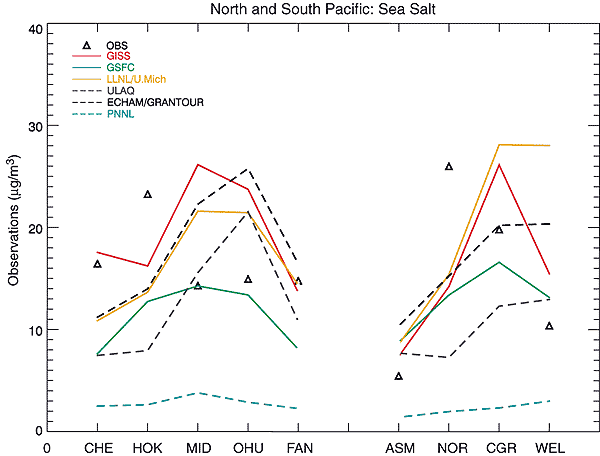 North and South Pacific: Sea Salt
40
30
20
10
0
Observations (µg/m³)
OBS
GISS
GSFC
LLNL/U.Mich
ULAQ
ECHAM/GRANTOUR
PNNL
0 CHE HOK MID OHU FAN ASM NOR CGR WEL